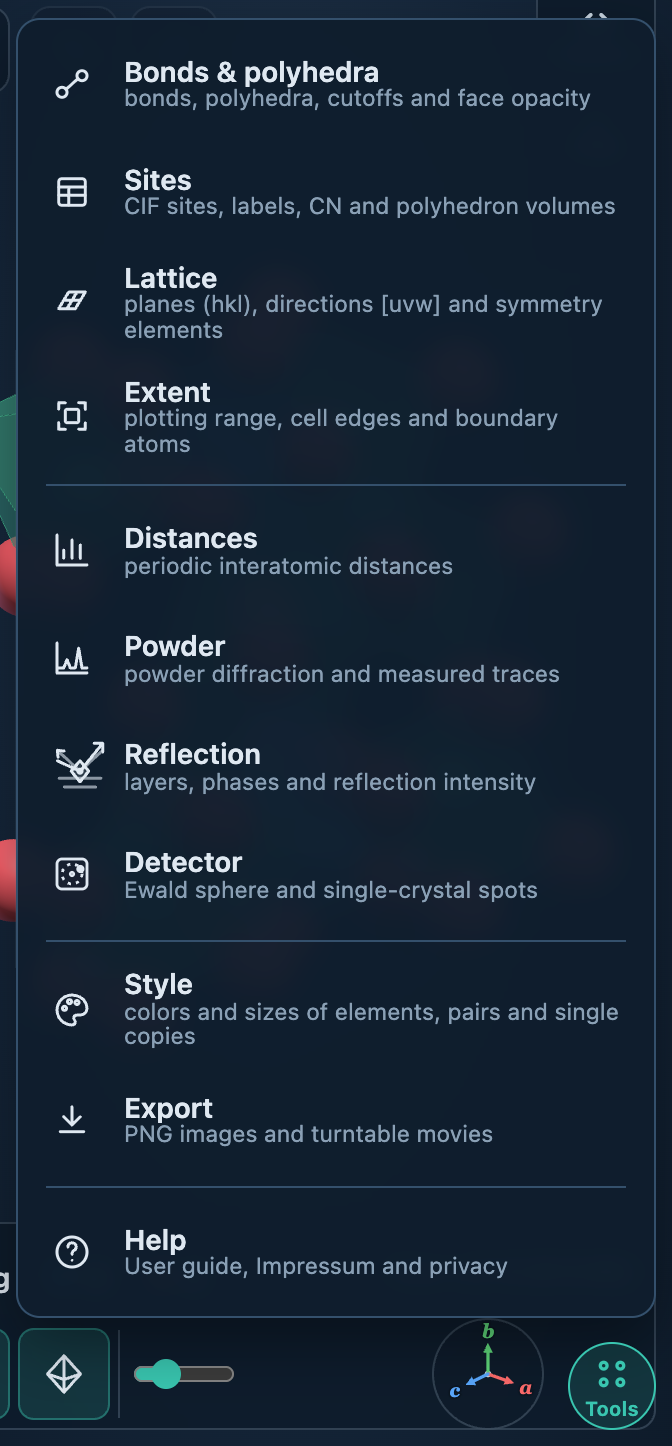 Bonds & polyhedra
bonds, polyhedra, cutoffs and face opacity
Sites
CIF sites, labels, CN and polyhedron volumes
Lattice
planes (hkl), directions [uvw] and symmetry
elements
Extent
plotting range, cell edges and boundary
atoms
Distances
periodic interatomic distances
Powder
powder diffraction and measured traces
Reflection
layers, phases and reflection intensity
Detector
Ewald sphere and single-crystal spots
Style
colors and sizes of elements, pairs and single
copies
Export
PNG images and turntable movies
Help
User guide, Impressum and privacy
g
b
c
a
Tools